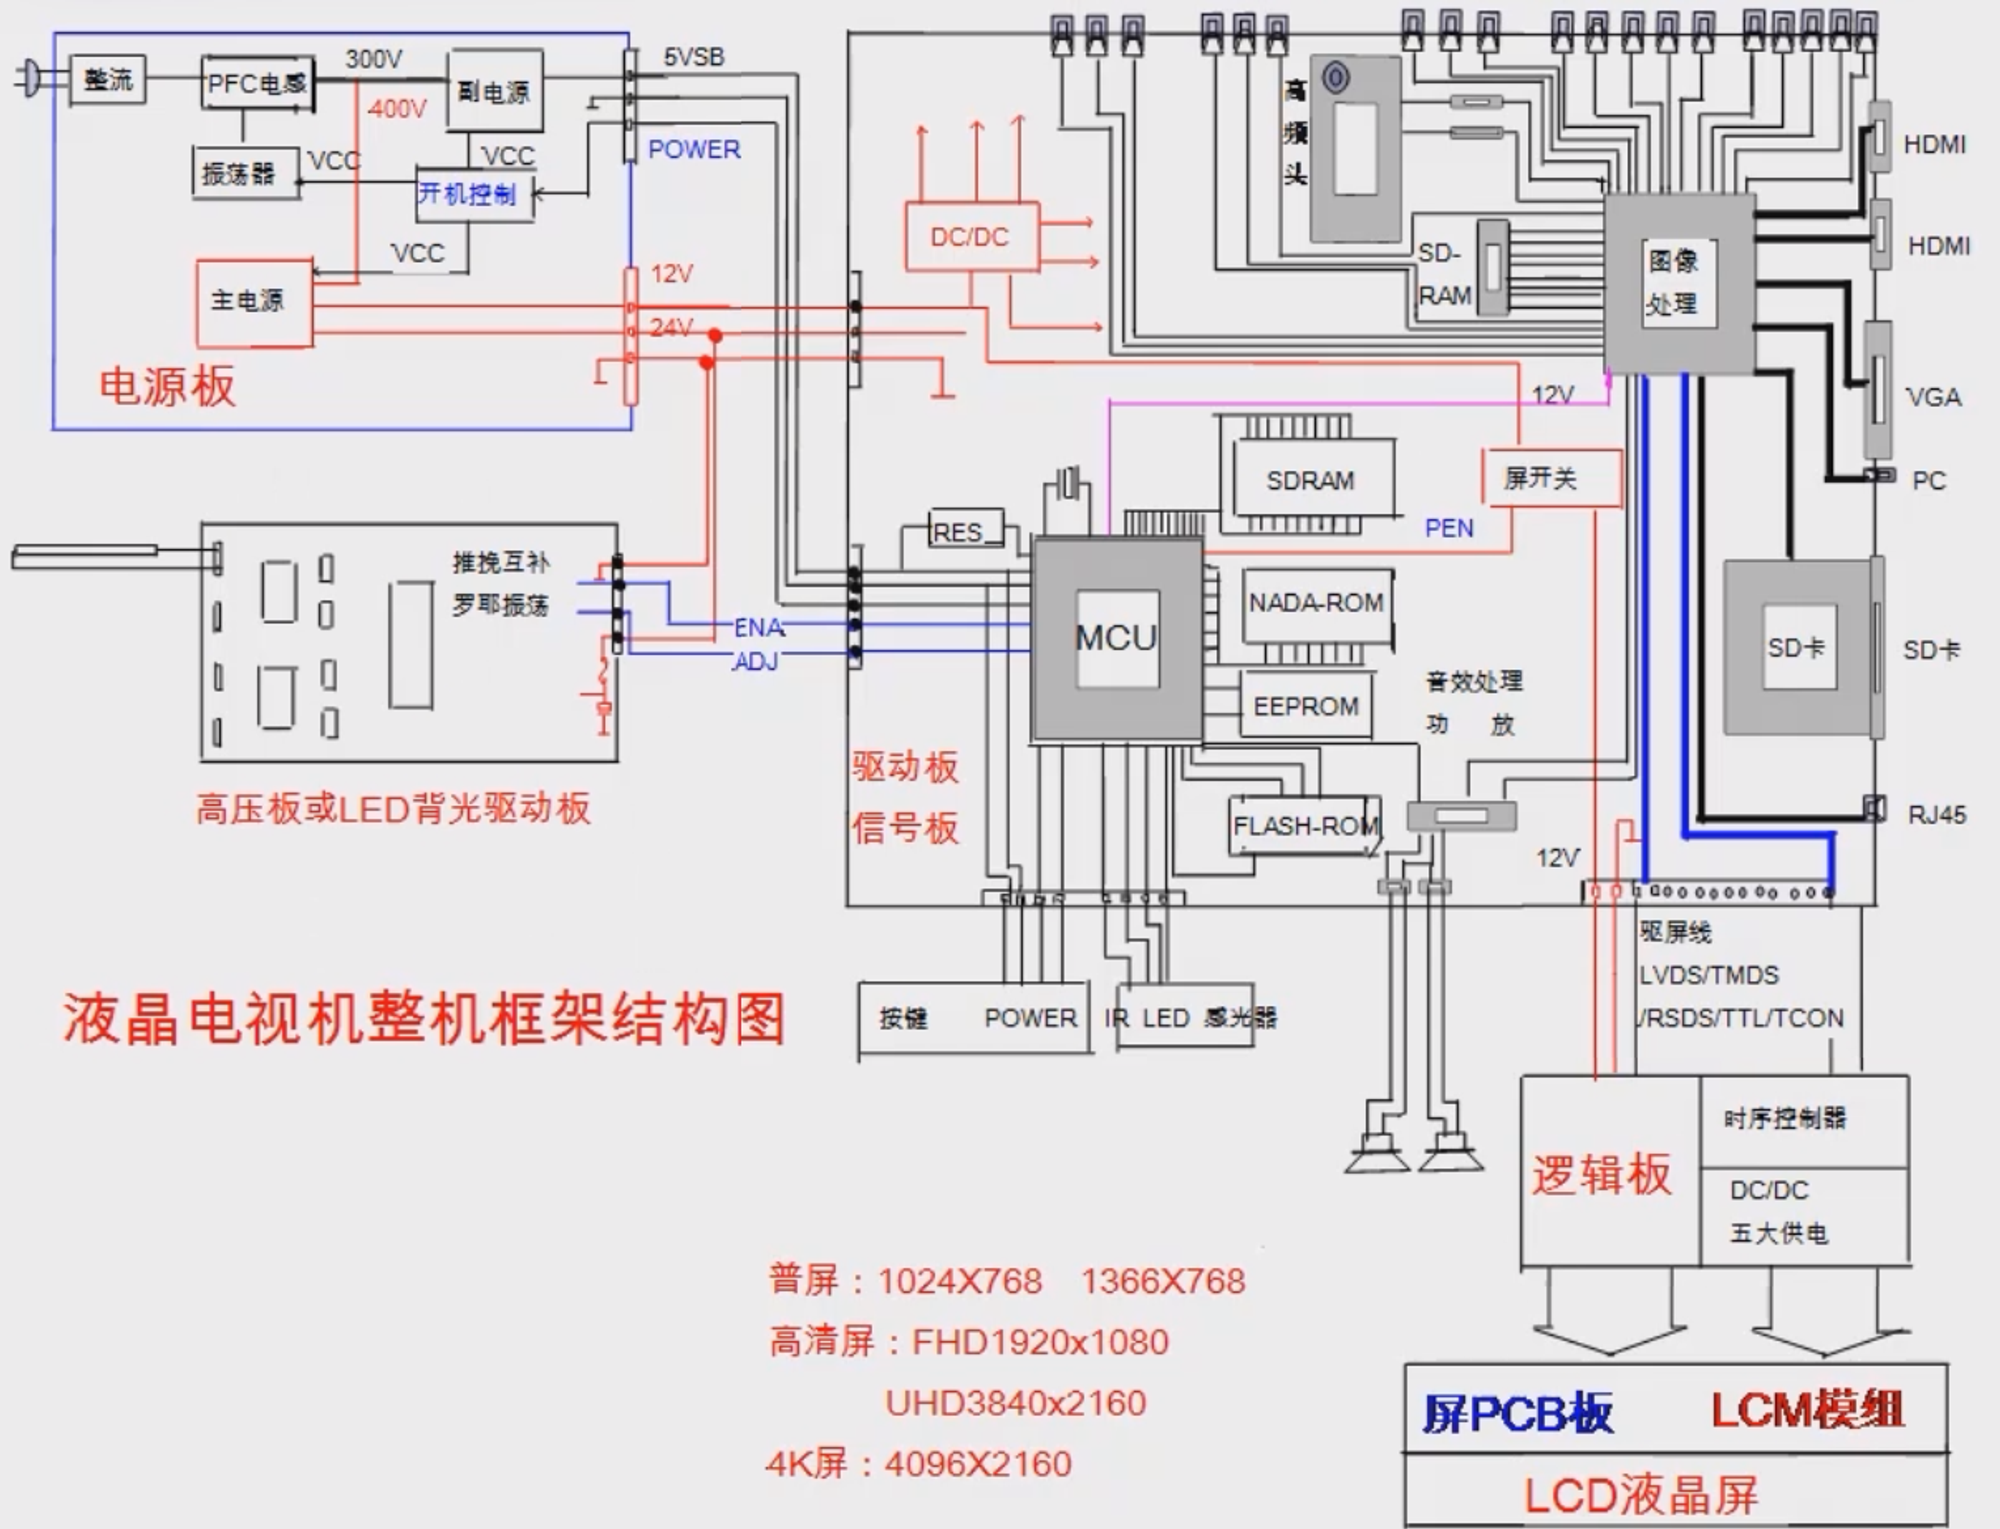 整流
PFC电感
300V
400V
副电源
5VSB
POWER
振荡器
VCC
VCC
开机控制
VCC
主电源
12V
24V
电源板
推挽互补
罗耶振荡
ENA
ADJ
高压板或LED背光驱动板
DC/DC
高
频
头
SD-
RAM
图像
处理
HDMI
HDMI
VGA
PC
SD卡
SD卡
RJ45
12V
屏开关
PEN
SDRAM
RES
MCU
NADA-ROM
EEPROM
FLASH-ROM
音效处理
功 放
驱动板
信号板
12V
驱屏线
LVDS/TMDS
/RSDS/TTL/TCON
按键 POWER
IR LED 感光器
液晶电视机整机框架结构图
逻辑板
时序控制器
DC/DC
五大供电
普屏：1024X768 1366X768
高清屏：FHD1920x1080
UHD3840x2160
4K屏：4096X2160
屏PCB板 LCM模组
LCD液晶屏